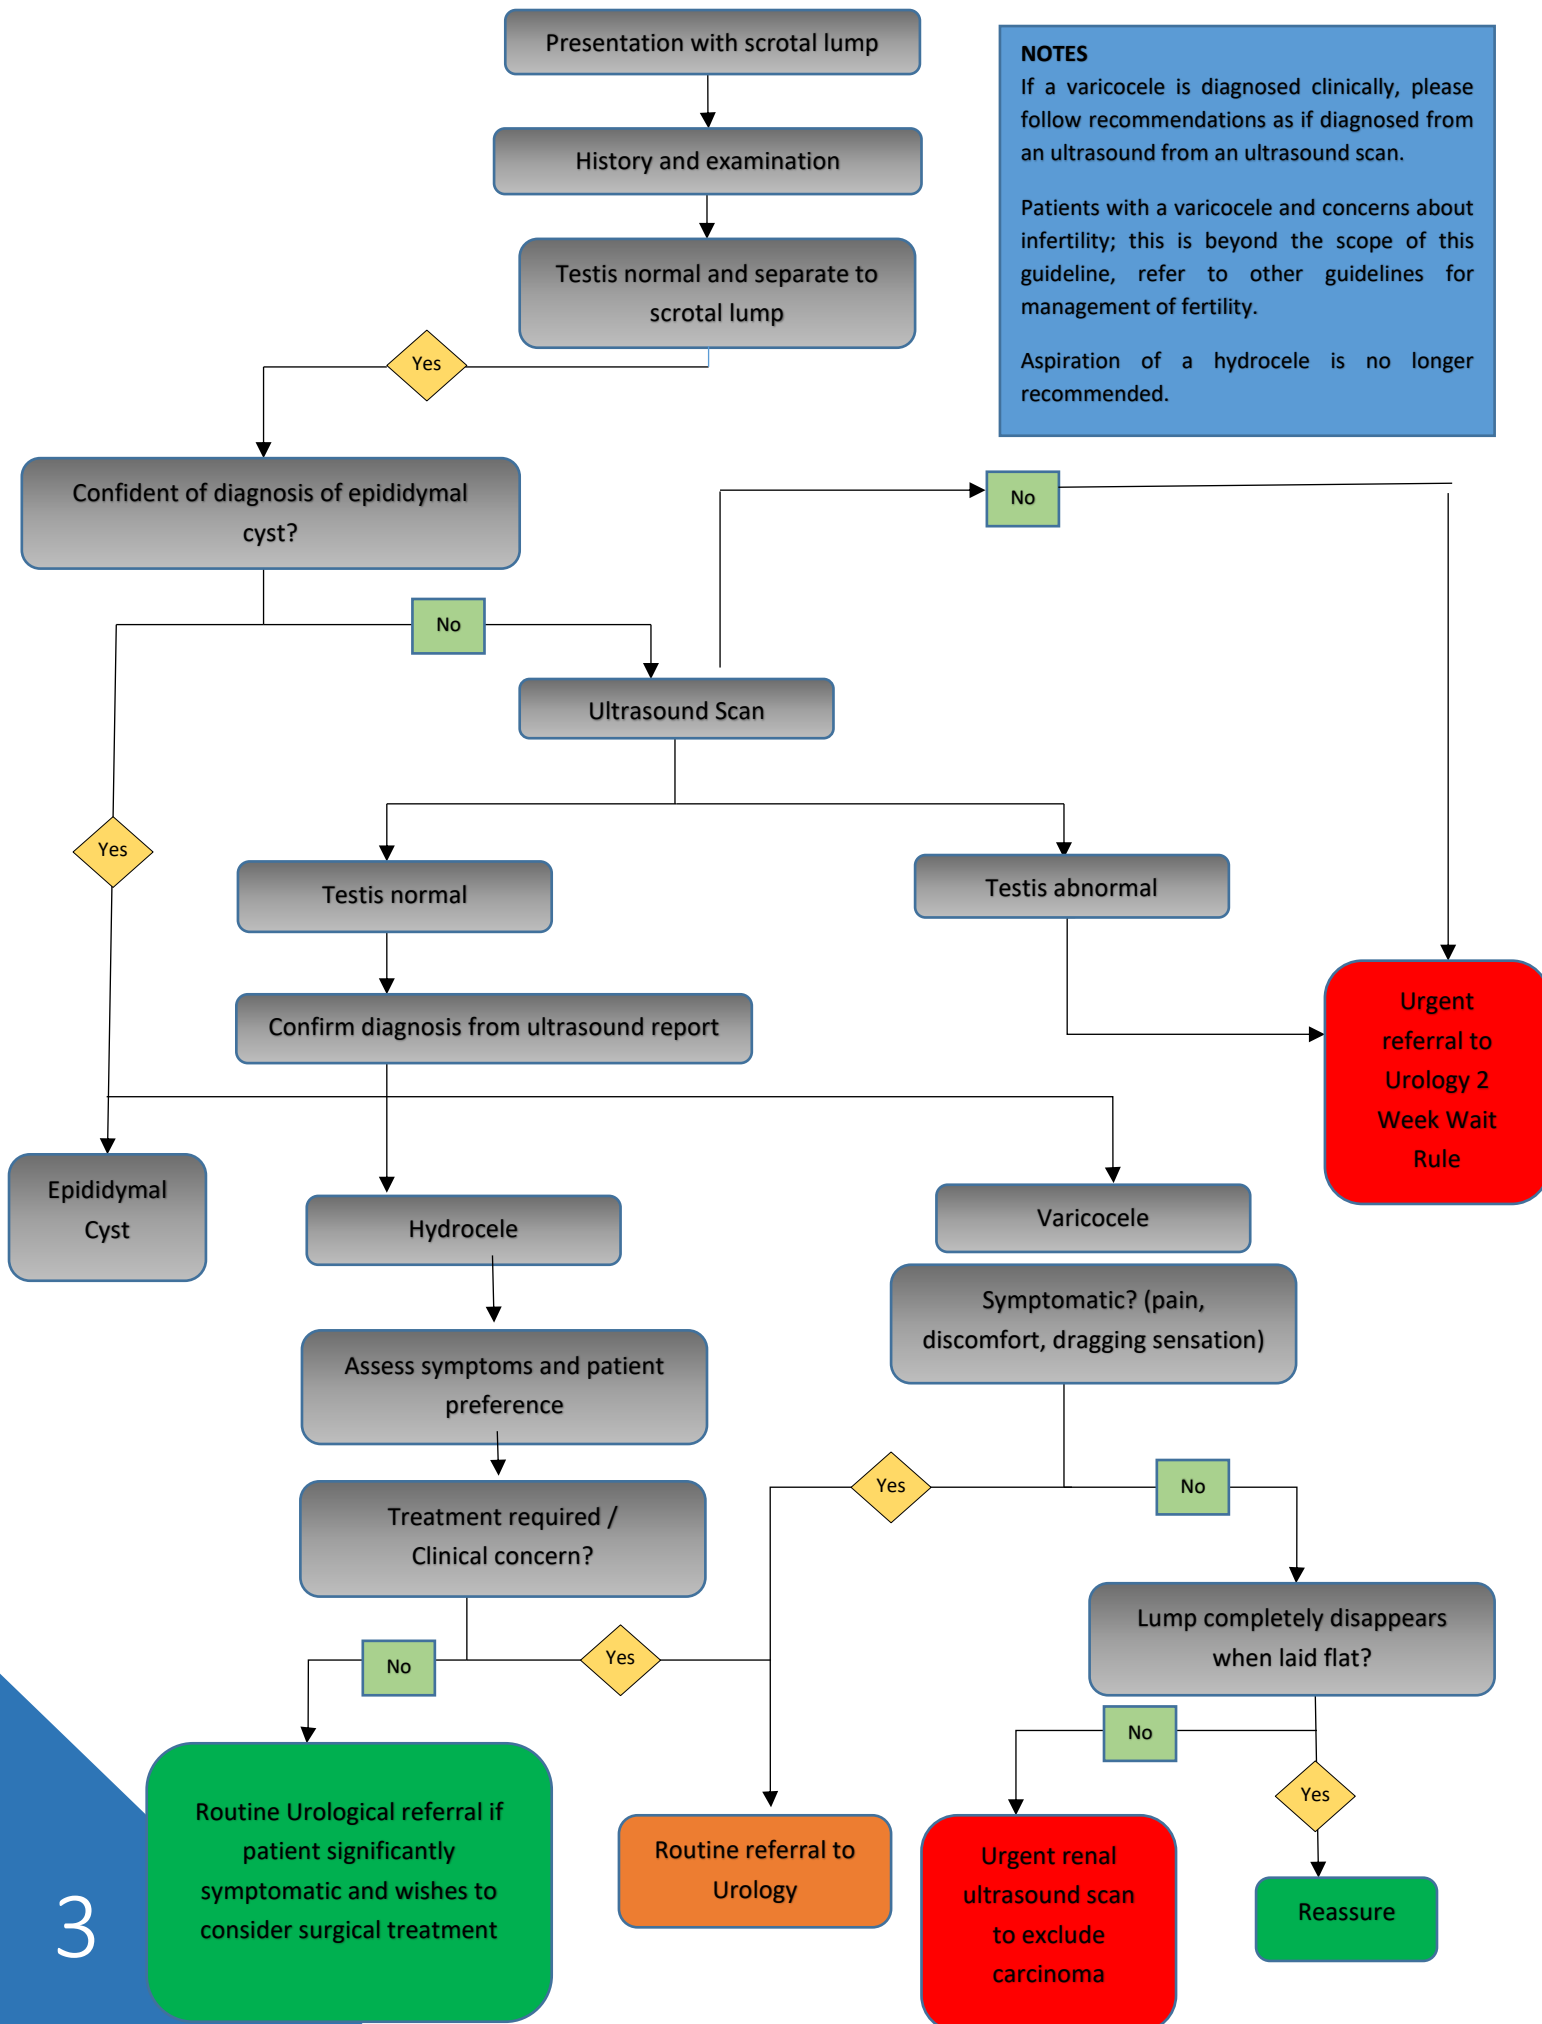 Presentation with scrotal lump
NOTES
If a varicocele is diagnosed clinically, please
follow recommendations as if diagnosed from
an ultrasound from an ultrasound scan.
Patients with a varicocele and concerns about
infertility; this is beyond the scope of this
guideline, refer to other guidelines for
management of fertility.
Aspiration of a hydrocele is no longer
recommended.
History and examination
Testis normal and separate to
scrotal lump
Yes
Confident of diagnosis of epididymal
cyst?
No
No
Ultrasound Scan
Yes
Testis normal
Testis abnormal
Confirm diagnosis from ultrasound report
Urgent
referral to
Urology 2
Week Wait
Rule
Epididymal
Cyst
Hydrocele
Varicocele
Symptomatic? (pain,
discomfort, dragging sensation)
Assess symptoms and patient
preference
Yes
No
Treatment required /
Clinical concern?
Lump completely disappears
when laid flat?
No
Yes
No
Yes
Routine Urological referral if
patient significantly
symptomatic and wishes to
consider surgical treatment
Routine referral to
Urology
Urgent renal
ultrasound scan
to exclude
carcinoma
Reassure
3